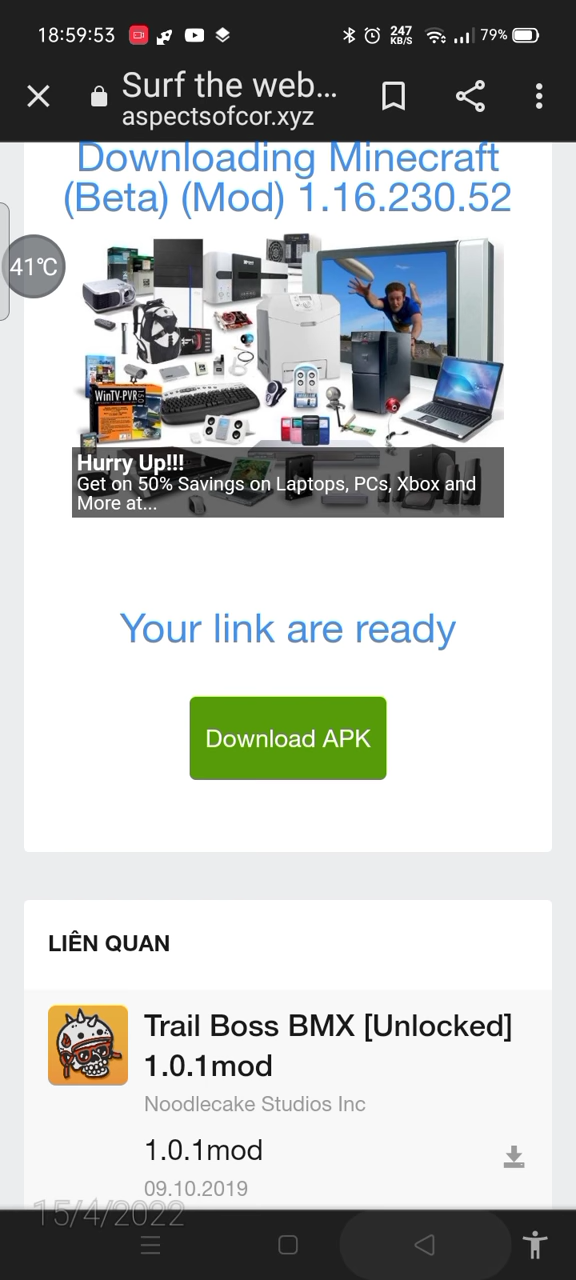 18:59:53
247
KB/S
79%
Surf the web...
aspectsofcor.xyz
Downloading Minecraft
(Beta) (Mod) 1.16.230.52
41°C
WinTV-PVR
Hurry Up!!!
Get on 50% Savings on Laptops, PCs, Xbox and
More at...
Your link are ready
Download APK
LIÊN QUAN
Trail Boss BMX [Unlocked]
1.0.1mod
Noodlecake Studios Inc
1.0.1mod
09.10.2019
15/4/2022